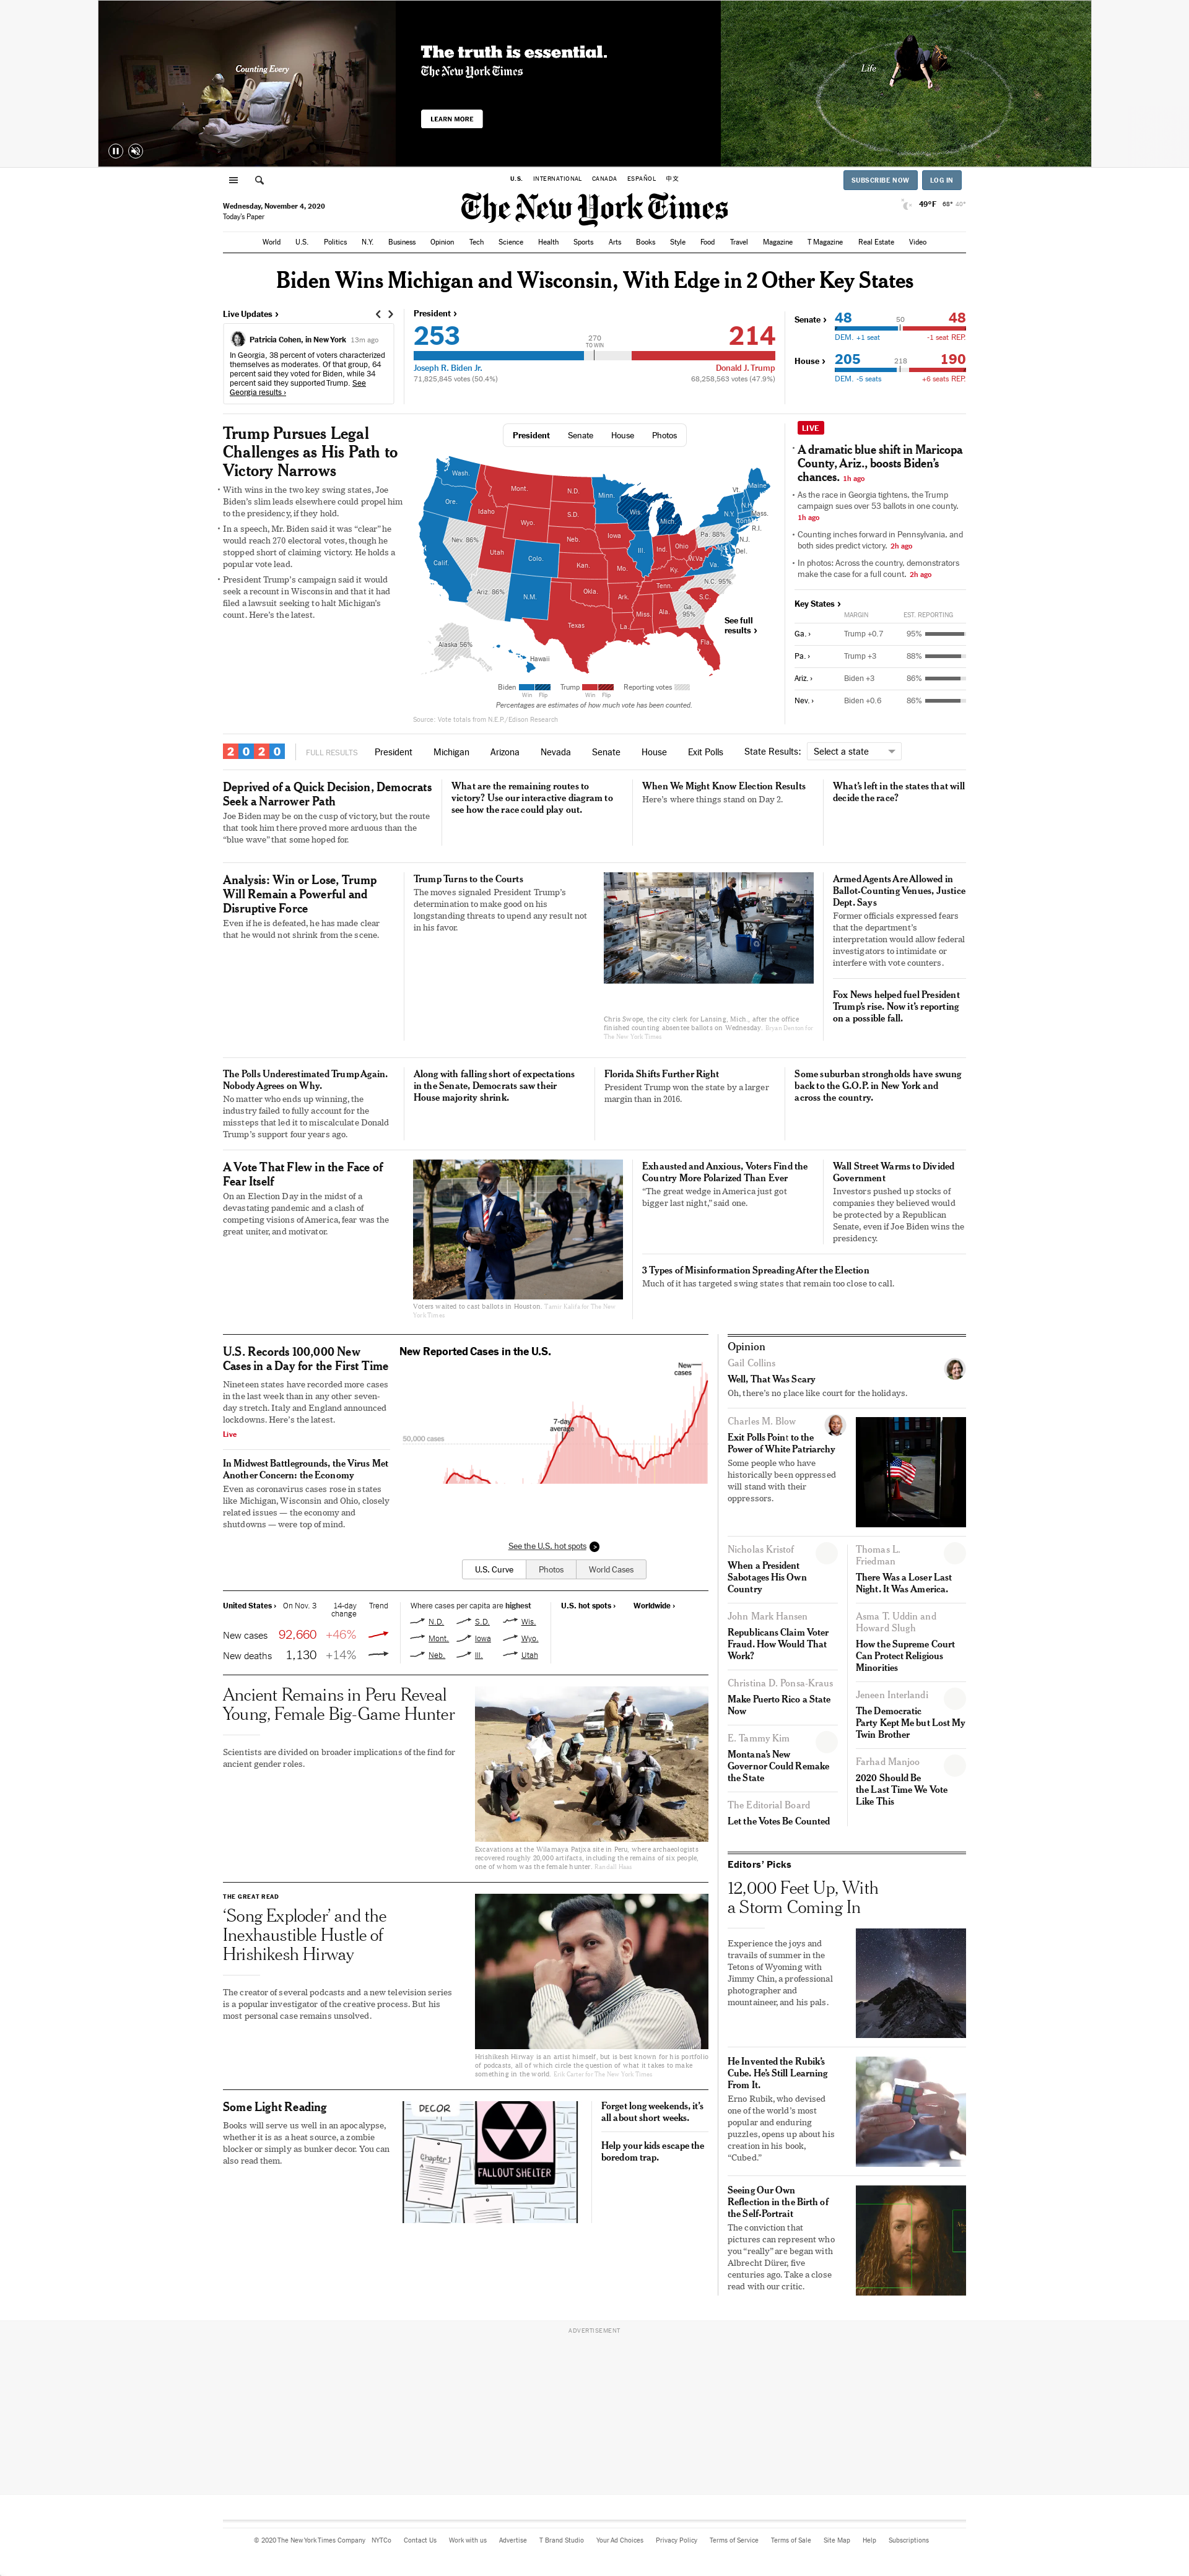 Counting Every
The truth is essential.
The New York Times
LEARN MORE
Life
U.S. INTERNATIONAL CANADA ESPAÑOL 中文
SUBSCRIBE NOW LOG IN
Wednesday, November 4, 2020
Today's Paper
The New York Times
49°F 68° 40°
World U.S. Politics N.Y. Business Opinion Tech Science Health Sports Arts Books Style Food Travel Magazine T Magazine Real Estate Video
Biden Wins Michigan and Wisconsin, With Edge in 2 Other Key States
Live Updates ›
Patricia Cohen, in New York 13m ago
In Georgia, 38 percent of voters characterized
themselves as moderates. Of that group, 64
percent said they voted for Biden, while 34
percent said they supported Trump. See
Georgia results ›
President ›
253 270 TO WIN 214
Joseph R. Biden Jr. Donald J. Trump
71,825,845 votes (50.4%) 68,258,563 votes (47.9%)
Senate › 48 50 48
DEM. +1 seat -1 seat REP.
House › 205 218 190
DEM. -5 seats +6 seats REP.
Trump Pursues Legal
Challenges as His Path to
Victory Narrows
• With wins in the two key swing states, Joe
Biden's slim leads elsewhere could propel him
to the presidency, if they hold.
• In a speech, Mr. Biden said it was “clear” he
would reach 270 electoral votes, though he
stopped short of claiming victory. He holds a
popular vote lead.
• President Trump's campaign said it would
seek a recount in Wisconsin and that it had
filed a lawsuit seeking to halt Michigan's
count. Here's the latest.
President Senate House Photos
Wash.
Ore.
Calif.
Nev. 86%
Idaho
Mont.
Wyo.
Utah
Ariz. 86%
Colo.
N.M.
N.D.
S.D.
Neb.
Kan.
Okla.
Texas
Minn.
Iowa
Mo.
Ark.
La.
Wis.
Ill.
Mich.
Ind.
Ohio
Ky.
Tenn.
Miss.
Ala.
Ga. 95%
Fla.
S.C.
N.C. 95%
Va.
W.Va.
Pa. 88%
N.Y.
Vt.
N.H.
Maine
Mass.
Conn.
R.I.
N.J.
Del.
Alaska 56%
Hawaii
See full
results ›
Biden Win Flip Trump Win Flip Reporting votes
Percentages are estimates of how much vote has been counted.
Source: Vote totals from N.E.P./Edison Research
LIVE
• A dramatic blue shift in Maricopa
County, Ariz., boosts Biden's
chances. 1h ago
• As the race in Georgia tightens, the Trump
campaign sues over 53 ballots in one county.
1h ago
• Counting inches forward in Pennsylvania, and
both sides predict victory. 2h ago
• In photos: Across the country, demonstrators
make the case for a full count. 2h ago
Key States ›
MARGIN EST. REPORTING
Ga. › Trump +0.7 95%
Pa. › Trump +3 88%
Ariz. › Biden +3 86%
Nev. › Biden +0.6 86%
2020 FULL RESULTS President Michigan Arizona Nevada Senate House Exit Polls State Results: Select a state
Deprived of a Quick Decision, Democrats
Seek a Narrower Path
Joe Biden may be on the cusp of victory, but the route
that took him there proved more arduous than the
“blue wave” that some hoped for.
What are the remaining routes to
victory? Use our interactive diagram to
see how the race could play out.
When We Might Know Election Results
Here's where things stand on Day 2.
What's left in the states that will
decide the race?
Analysis: Win or Lose, Trump
Will Remain a Powerful and
Disruptive Force
Even if he is defeated, he has made clear
that he would not shrink from the scene.
Trump Turns to the Courts
The moves signaled President Trump's
determination to make good on his
longstanding threats to upend any result not
in his favor.
Chris Swope, the city clerk for Lansing, Mich., after the office
finished counting absentee ballots on Wednesday. Bryan Denton for
The New York Times
Armed Agents Are Allowed in
Ballot-Counting Venues, Justice
Dept. Says
Former officials expressed fears
that the department's
interpretation would allow federal
investigators to intimidate or
interfere with vote counters.
Fox News helped fuel President
Trump's rise. Now it's reporting
on a possible fall.
The Polls Underestimated Trump Again.
Nobody Agrees on Why.
No matter who ends up winning, the
industry failed to fully account for the
missteps that led it to miscalculate Donald
Trump's support four years ago.
Along with falling short of expectations
in the Senate, Democrats saw their
House majority shrink.
Florida Shifts Further Right
President Trump won the state by a larger
margin than in 2016.
Some suburban strongholds have swung
back to the G.O.P. in New York and
across the country.
A Vote That Flew in the Face of
Fear Itself
On an Election Day in the midst of a
devastating pandemic and a clash of
competing visions of America, fear was the
great uniter, and motivator.
Voters waited to cast ballots in Houston. Tamir Kalifa for The New
York Times
Exhausted and Anxious, Voters Find the
Country More Polarized Than Ever
“The great wedge in America just got
bigger last night,” said one.
Wall Street Warms to Divided
Government
Investors pushed up stocks of
companies they believed would
be protected by a Republican
Senate, even if Joe Biden wins the
presidency.
3 Types of Misinformation Spreading After the Election
Much of it has targeted swing states that remain too close to call.
U.S. Records 100,000 New
Cases in a Day for the First Time
Nineteen states have recorded more cases
in the last week than in any other seven-
day stretch. Italy and England announced
lockdowns. Here's the latest.
Live
In Midwest Battlegrounds, the Virus Met
Another Concern: the Economy
Even as coronavirus cases rose in states
like Michigan, Wisconsin and Ohio, closely
related issues — the economy and
shutdowns — were top of mind.
New Reported Cases in the U.S.
New
cases
7-day
average
50,000 cases
See the U.S. hot spots
U.S. Curve Photos World Cases
United States › On Nov. 3 14-day change Trend
New cases 92,660 +46%
New deaths 1,130 +14%
Where cases per capita are highest
N.D. S.D. Wis.
Mont. Iowa Wyo.
Neb. Ill. Utah
U.S. hot spots › Worldwide ›
Ancient Remains in Peru Reveal
Young, Female Big-Game Hunter
Scientists are divided on broader implications of the find for
ancient gender roles.
Excavations at the Wilamaya Patjxa site in Peru, where archaeologists
recovered roughly 20,000 artifacts, including the remains of six people,
one of whom was the female hunter. Randall Haas
THE GREAT READ
‘Song Exploder’ and the
Inexhaustible Hustle of
Hrishikesh Hirway
The creator of several podcasts and a new television series
is a popular investigator of the creative process. But his
most personal case remains unsolved.
Hrishikesh Hirway is an artist himself, but is best known for his portfolio
of podcasts, all of which circle the question of what it takes to make
something in the world. Erik Carter for The New York Times
Some Light Reading
Books will serve us well in an apocalypse,
whether it is as a heat source, a zombie
blocker or simply as bunker decor. You can
also read them.
DECOR
Chapter 1
FALLOUT SHELTER
Forget long weekends, it's
all about short weeks.
Help your kids escape the
boredom trap.
Opinion
Gail Collins
Well, That Was Scary
Oh, there's no place like court for the holidays.
Charles M. Blow
Exit Polls Point to the
Power of White Patriarchy
Some people who have
historically been oppressed
will stand with their
oppressors.
Nicholas Kristof
When a President
Sabotages His Own
Country
John Mark Hansen
Republicans Claim Voter
Fraud. How Would That
Work?
Christina D. Ponsa-Kraus
Make Puerto Rico a State
Now
E. Tammy Kim
Montana's New
Governor Could Remake
the State
The Editorial Board
Let the Votes Be Counted
Thomas L.
Friedman
There Was a Loser Last
Night. It Was America.
Asma T. Uddin and
Howard Slugh
How the Supreme Court
Can Protect Religious
Minorities
Jeneen Interlandi
The Democratic
Party Kept Me but Lost My
Twin Brother
Farhad Manjoo
2020 Should Be
the Last Time We Vote
Like This
Editors' Picks
12,000 Feet Up, With
a Storm Coming In
Experience the joys and
travails of summer in the
Tetons of Wyoming with
Jimmy Chin, a professional
photographer and
mountaineer, and his pals.
He Invented the Rubik's
Cube. He's Still Learning
From It.
Erno Rubik, who devised
one of the world's most
popular and enduring
puzzles, opens up about his
creation in his book,
“Cubed.”
Seeing Our Own
Reflection in the Birth of
the Self-Portrait
The conviction that
pictures can represent who
you “really” are began with
Albrecht Dürer, five
centuries ago. Take a close
read with our critic.
ADVERTISEMENT
© 2020 The New York Times Company NYTCo Contact Us Work with us Advertise T Brand Studio Your Ad Choices Privacy Policy Terms of Service Terms of Sale Site Map Help Subscriptions